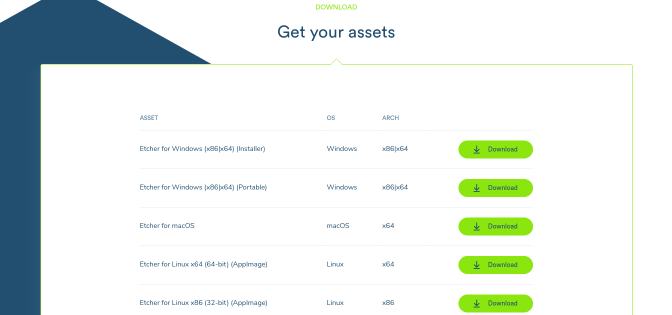 DOWNLOAD
Get your assets
ASSET OS ARCH
Etcher for Windows (x86|x64) (Installer) Windows x86|x64 Download
Etcher for Windows (x86|x64) (Portable) Windows x86|x64 Download
Etcher for macOS macOS x64 Download
Etcher for Linux x64 (64-bit) (AppImage) Linux x64 Download
Etcher for Linux x86 (32-bit) (AppImage) Linux x86 Download